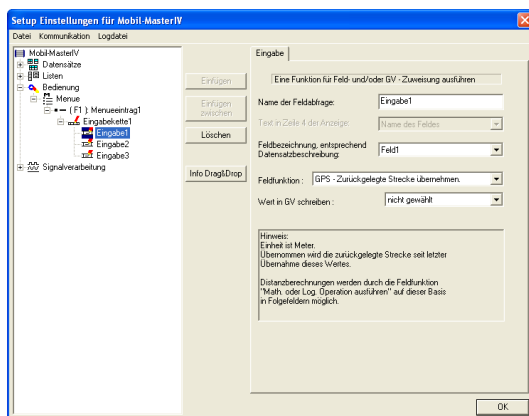 Setup Einstellungen für Mobil-MasterIV
Datei Kommunikation Logdatei
Mobil-MasterIV
Datensätze
Listen
Bedienung
Menue
( F1 ): Menueeintrag1
Eingabekette1
Eingabe1
Eingabe2
Eingabe3
Signalverarbeitung
Einfügen
Einfügen
zwischen
Löschen
Info Drag&Drop
Eingabe
Eine Funktion für Feld- und/oder GV - Zuweisung ausführen
Name der Feldabfrage: Eingabe1
Text in Zeile 4 der Anzeige: Name des Feldes
Feldbezeichnung, entsprechend
Datensatzbeschreibung: Feld1
Feldfunktion : GPS - Zurückgelegte Strecke übernehmen.
Wert in GV schreiben : nicht gewählt
Hinweis:
Einheit ist Meter.
Übernommen wird die zurückgelegte Strecke seit letzter
Übernahme dieses Wertes.
Distanzberechnungen werden durch die Feldfunktion
"Math. oder Log. Operation ausführen" auf dieser Basis
in Folgefeldern möglich.
OK